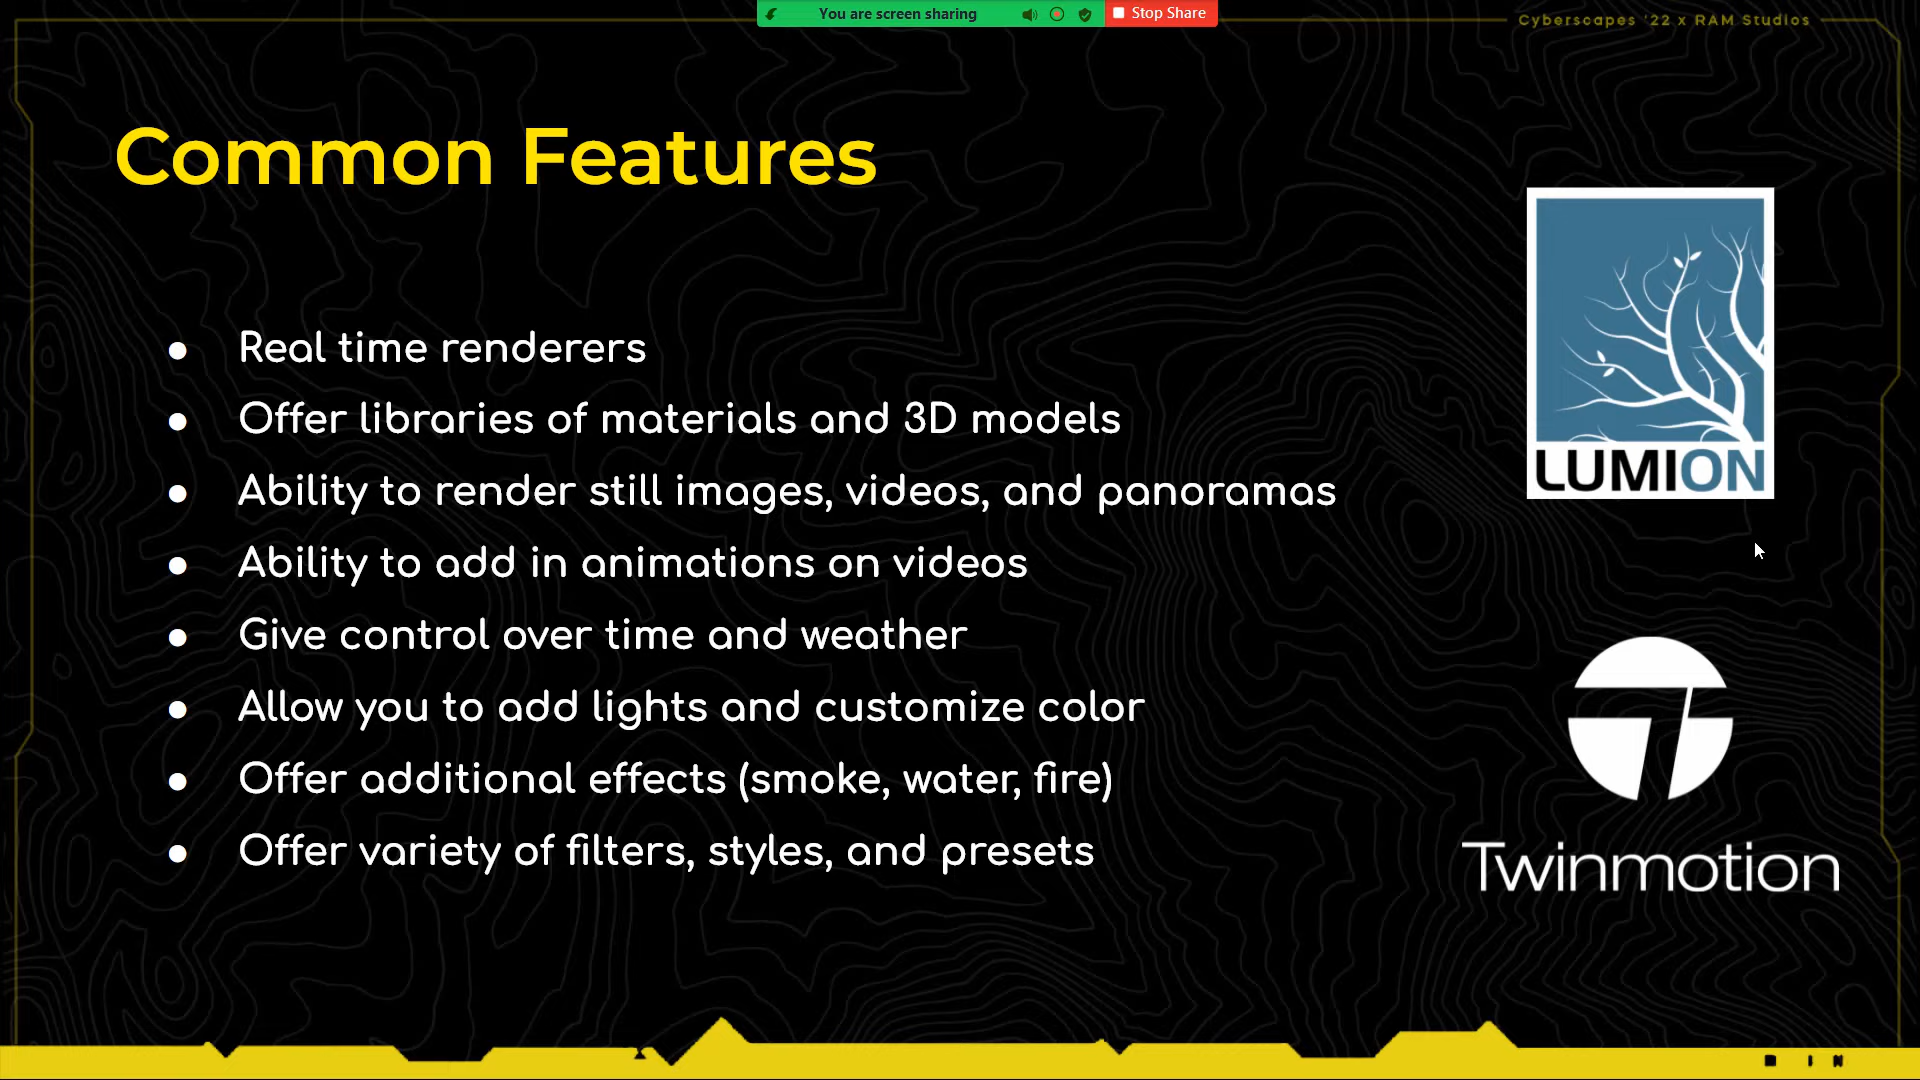 You are screen sharing
Stop Share
Cyberscapes '22 x RAM Studios
Common Features
● Real time renderers
● Offer libraries of materials and 3D models
● Ability to render still images, videos, and panoramas
● Ability to add in animations on videos
● Give control over time and weather
● Allow you to add lights and customize color
● Offer additional effects (smoke, water, fire)
● Offer variety of filters, styles, and presets
LUMION
Twinmotion